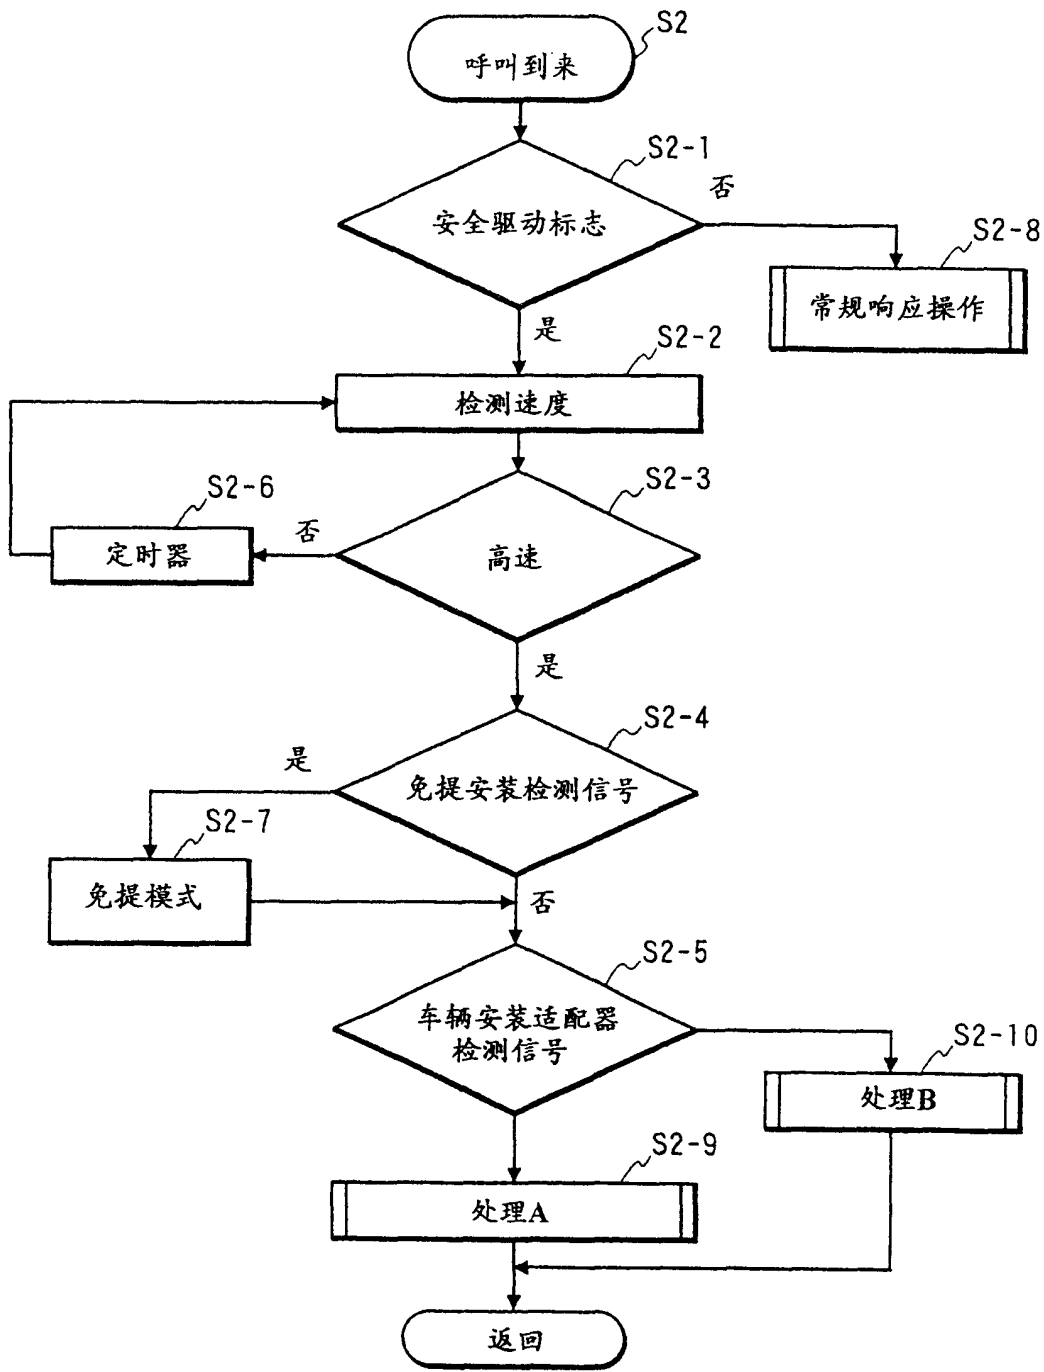 S2
呼叫到来
S2-1
安全驱动标志
否
S2-8
常规响应操作
是
S2-2
检测速度
S2-3
高速
否
S2-6
定时器
是
S2-4
免提安装检测信号
是
S2-7
免提模式
否
S2-5
车辆安装适配器
检测信号
S2-10
处理B
S2-9
处理A
返回